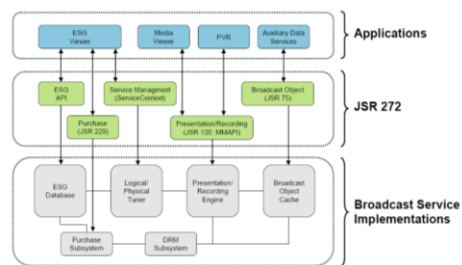 ESG
Viewer
Media
Viewer
PVR
Auxiliary Data
Services
Applications
ESG
API
Service Managment
(ServiceContext)
Broadcast Object
(JSR 75)
JSR 272
Purchase
(JSR 229)
Presentation/Recording
(JSR 135: MMAPI)
ESG
Database
Logical/
Physical
Tuner
Presentation/
Recording
Engine
Broadcast
Object
Cache
Broadcast Service
Implementations
Purchase
Subsystem
DRM
Subsystem